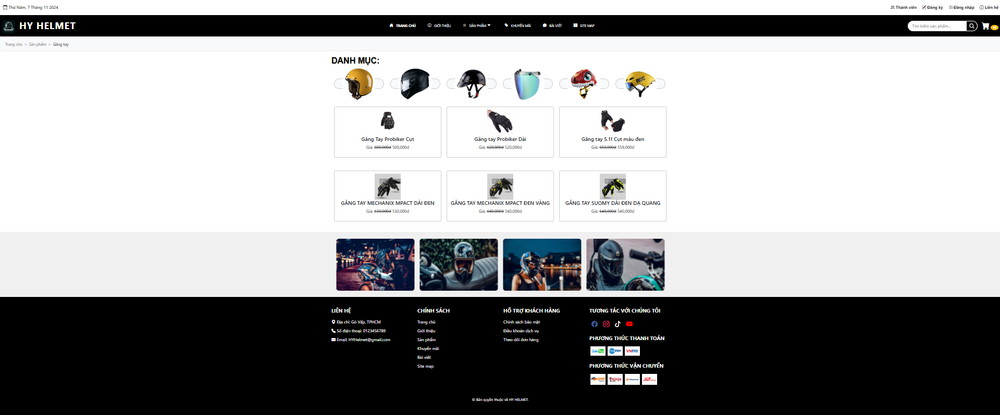 Thứ Năm, 7 Tháng 11 2024
Thành viên Đăng ký Đăng nhập Liên hệ
HY HELMET
TRANG CHỦ GIỚI THIỆU SẢN PHẨM KHUYẾN MÃI BÀI VIẾT SITE MAP
Tìm kiếm sản phẩm...
Trang chủ > Sản phẩm > Găng tay
DANH MỤC:
ROC
Găng Tay Probiker Cụt
Giá: 600,000đ 500,000đ
Găng tay Probiker Dài
Giá: 620,000đ 520,000đ
Găng tay 5.11 Cụt màu đen
Giá: 650,000đ 559,000đ
GĂNG TAY MECHANIX MPACT DÀI ĐEN
Giá: 630,000đ 530,000đ
GĂNG TAY MECHANIX MPACT ĐEN VÀNG
Giá: 640,000đ 540,000đ
GĂNG TAY SUOMY DÀI ĐEN DẠ QUANG
Giá: 640,000đ 540,000đ
LIÊN HỆ
Địa chỉ: Gò Vấp, TPHCM
Số điện thoại: 0123456789
Email: HYHelmet@gmail.com
CHÍNH SÁCH
Trang chủ
Giới thiệu
Sản phẩm
Khuyến mãi
Bài viết
Site map
HỖ TRỢ KHÁCH HÀNG
Chính sách bảo mật
Điều khoản dịch vụ
Theo dõi đơn hàng
TƯƠNG TÁC VỚI CHÚNG TÔI
PHƯƠNG THỨC THANH TOÁN
ZaloPay PAY VNPAY
PHƯƠNG THỨC VẬN CHUYỂN
GHN ninja Ahamove J&T
© Bản quyền thuộc về HY HELMET.